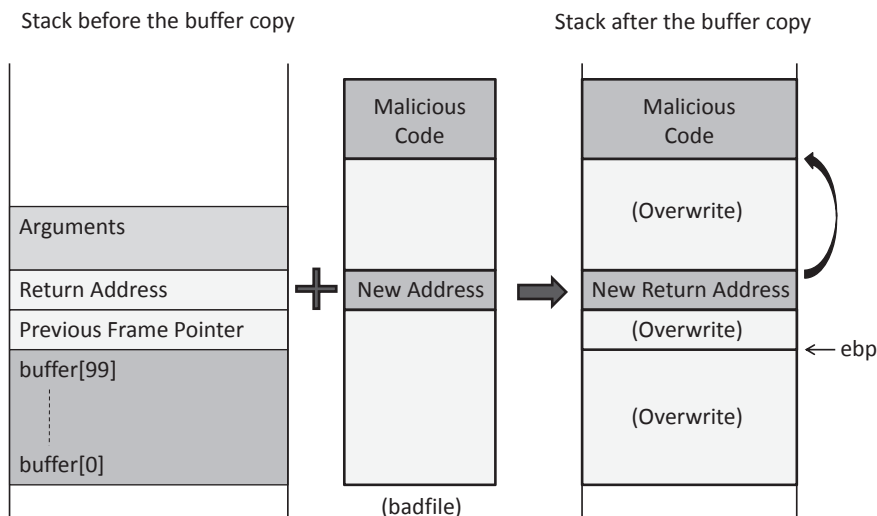 Stack before the buffer copy
Stack after the buffer copy
Malicious
Code
Malicious
Code
(Overwrite)
Arguments
Return Address
New Address
New Return Address
Previous Frame Pointer
(Overwrite)
ebp
buffer[99]
(Overwrite)
buffer[0]
(badfile)